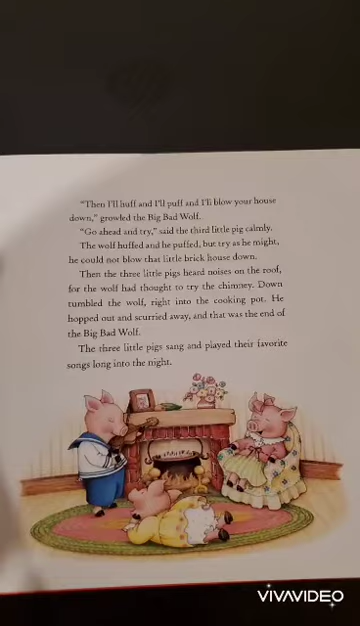 “Then I'll huff and I'll puff and I'll blow your house
down,” growled the Big Bad Wolf.
“Go ahead and try,” said the third little pig calmly.
The wolf huffed and he puffed, but try as he might,
he could not blow that little brick house down.
Then the three little pigs heard noises on the roof,
for the wolf had thought to try the chimney. Down
tumbled the wolf, right into the cooking pot. He
hopped out and scurried away, and that was the end of
the Big Bad Wolf.
The three little pigs sang and played their favorite
songs long into the night.
VIVAVIDEO